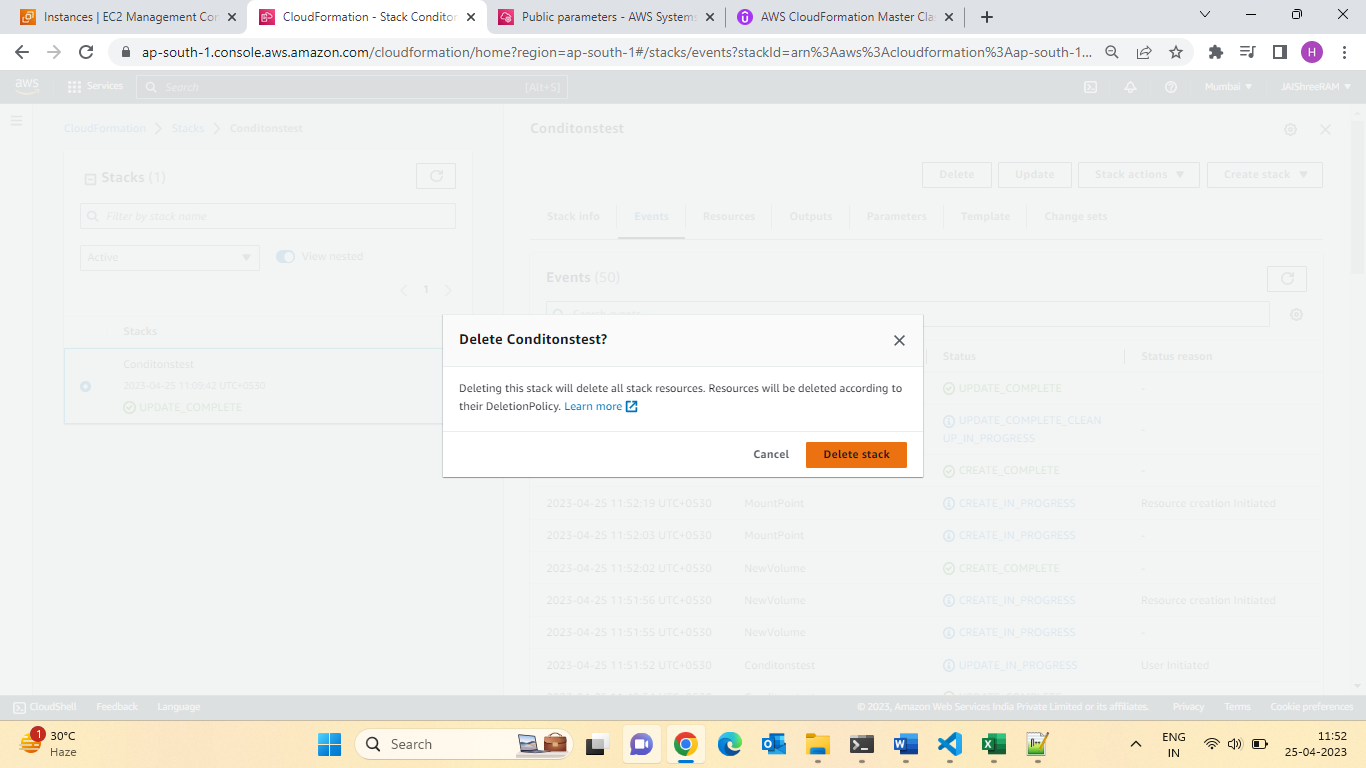 Instances | EC2 Management Con
CloudFormation - Stack Conditon
Public parameters - AWS Systems
AWS CloudFormation Master Cla
ap-south-1.console.aws.amazon.com/cloudformation/home?region=ap-south-1#/stacks/events?stackId=arn%3Aaws%3Acloudformation%3Aap-south-1...
H
aws
Services
Search
[Alt+S]
Mumbai
JAIShreeRAM
CloudFormation
Stacks
Conditonstest
Stacks (1)
Filter by stack name
Active
View nested
1
Stacks
Conditonstest
2023-04-25 11:09:42 UTC+0530
UPDATE_COMPLETE
Conditonstest
Delete
Update
Stack actions
Create stack
Stack info
Events
Resources
Outputs
Parameters
Template
Change sets
Events (50)
Status
Status reason
UPDATE_COMPLETE
-
UPDATE_COMPLETE_CLEAN
UP_IN_PROGRESS
-
CREATE_COMPLETE
-
2023-04-25 11:52:19 UTC+0530 MountPoint CREATE_IN_PROGRESS Resource creation Initiated
2023-04-25 11:52:03 UTC+0530 MountPoint CREATE_IN_PROGRESS -
2023-04-25 11:52:02 UTC+0530 NewVolume CREATE_COMPLETE -
2023-04-25 11:51:56 UTC+0530 NewVolume CREATE_IN_PROGRESS Resource creation Initiated
2023-04-25 11:51:55 UTC+0530 NewVolume CREATE_IN_PROGRESS -
2023-04-25 11:51:52 UTC+0530 Conditonstest UPDATE_IN_PROGRESS User Initiated
Delete Conditonstest?
Deleting this stack will delete all stack resources. Resources will be deleted according to
their DeletionPolicy. Learn more
Cancel
Delete stack
CloudShell
Feedback
Language
© 2023, Amazon Web Services India Private Limited or its affiliates.
Privacy
Terms
Cookie preferences
1
30°C
Haze
Search
ENG
IN
11:52
25-04-2023